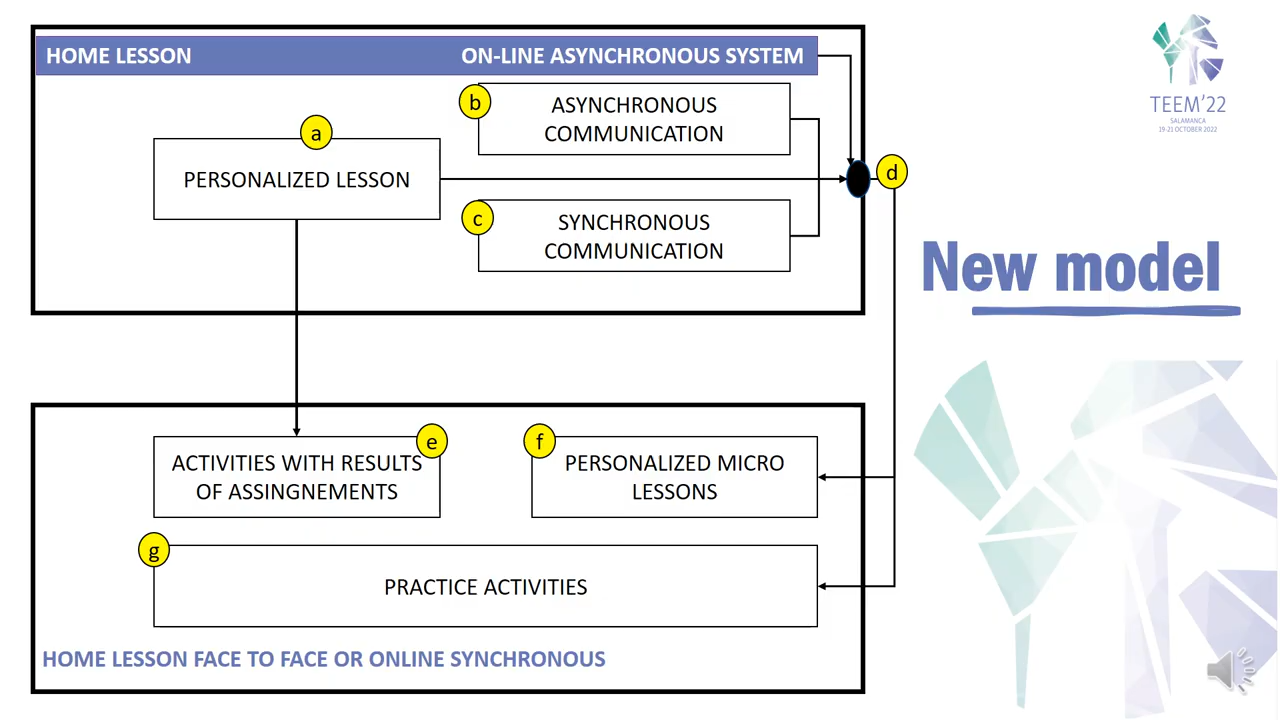 HOME LESSON ON-LINE ASYNCHRONOUS SYSTEM
b
ASYNCHRONOUS
COMMUNICATION
a
PERSONALIZED LESSON
d
c
SYNCHRONOUS
COMMUNICATION
TEEM'22
SALAMANCA
19-21 OCTOBER 2022
New model
e
ACTIVITIES WITH RESULTS
OF ASSINGNEMENTS
f
PERSONALIZED MICRO
LESSONS
g
PRACTICE ACTIVITIES
HOME LESSON FACE TO FACE OR ONLINE SYNCHRONOUS